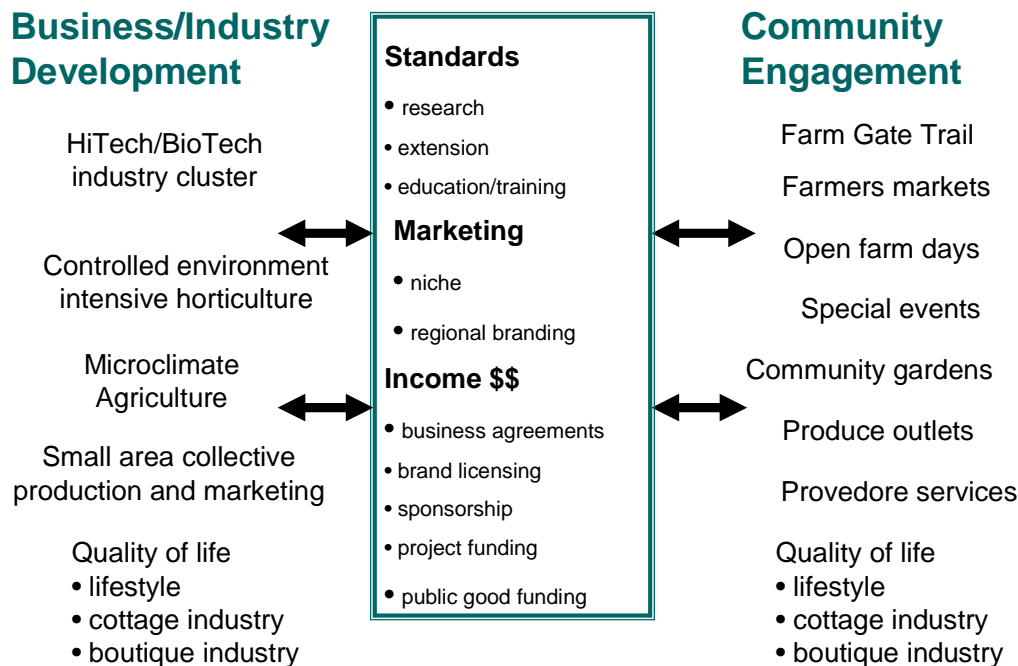 Business/Industry
Development
HiTech/BioTech
industry cluster
Controlled environment
intensive horticulture
Microclimate
Agriculture
Small area collective
production and marketing
Quality of life
• lifestyle
• cottage industry
• boutique industry
Standards
• research
• extension
• education/training
Marketing
• niche
• regional branding
Income $$
• business agreements
• brand licensing
• sponsorship
• project funding
• public good funding
Community
Engagement
Farm Gate Trail
Farmers markets
Open farm days
Special events
Community gardens
Produce outlets
Provedore services
Quality of life
• lifestyle
• cottage industry
• boutique industry